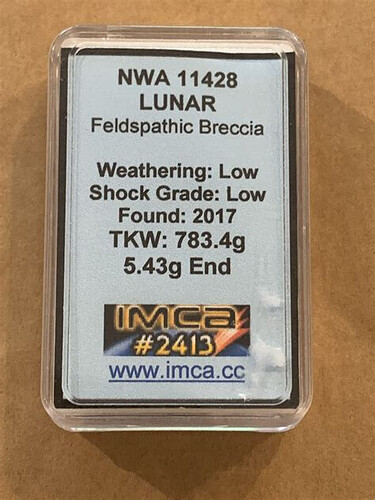 NWA 11428
LUNAR
Feldspathic Breccia
Weathering: Low
Shock Grade: Low
Found: 2017
TKW: 783.4g
5.43g End
IMCA
#2413
www.imca.cc